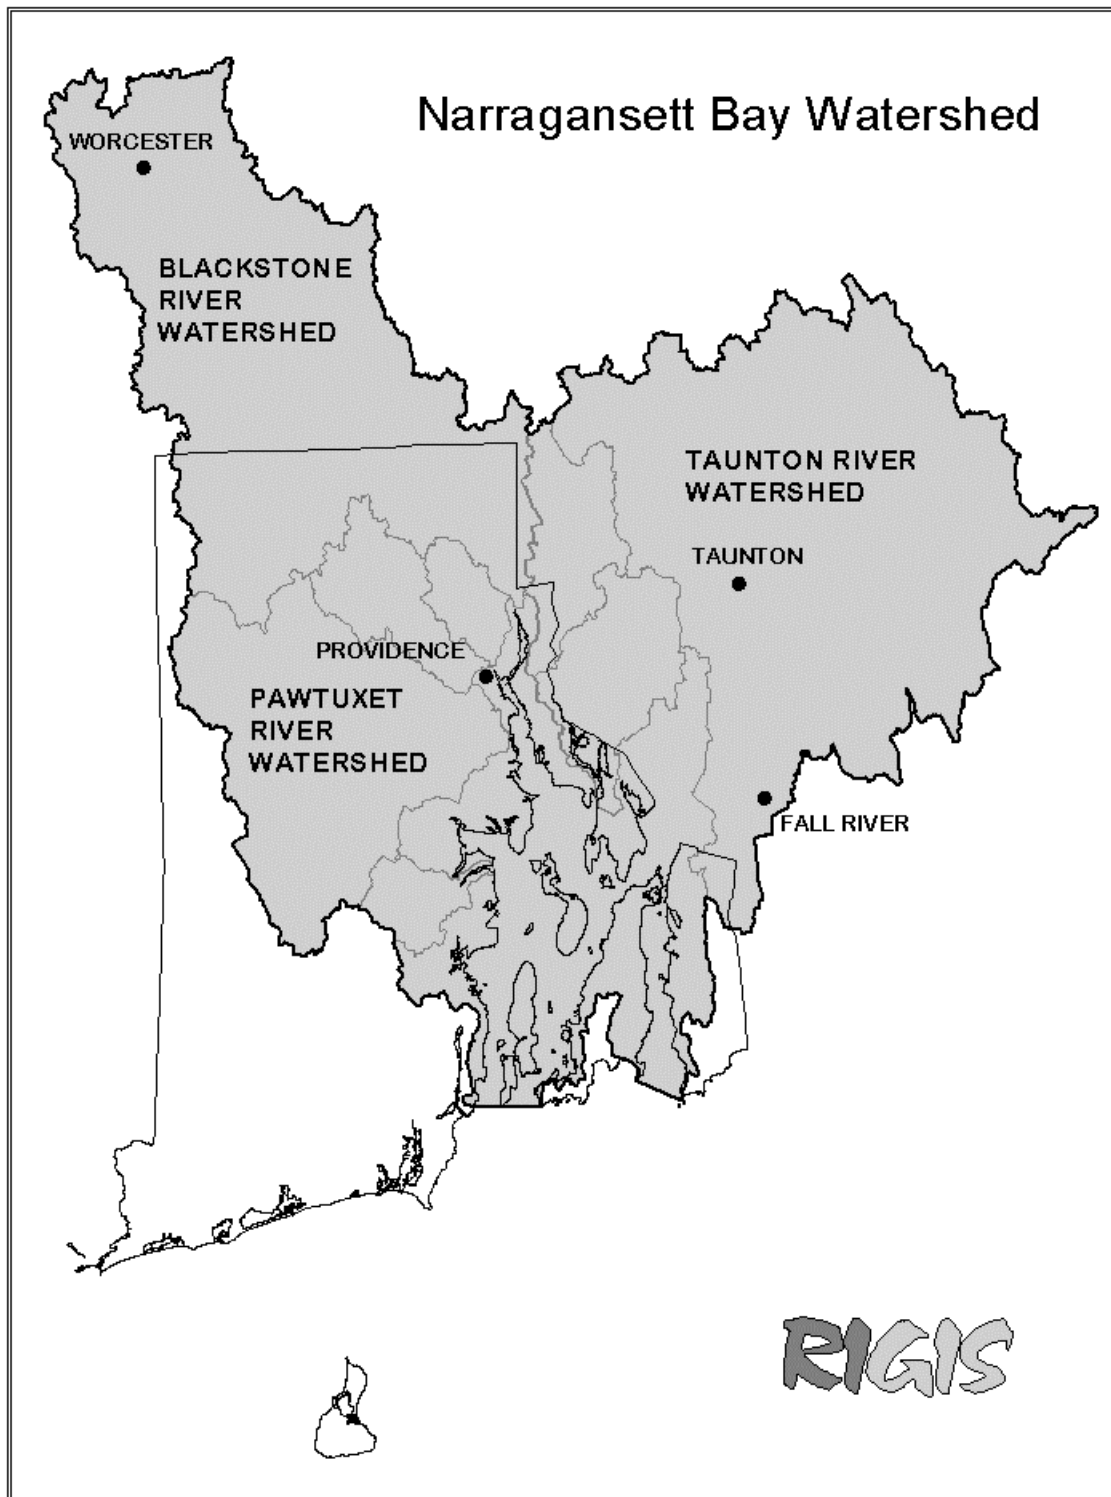 Narragansett Bay Watershed
WORCESTER
BLACKSTONE
RIVER
WATERSHED
TAUNTON RIVER
WATERSHED
TAUNTON
PROVIDENCE
PAWTUXET
RIVER
WATERSHED
FALL RIVER
RIGIS